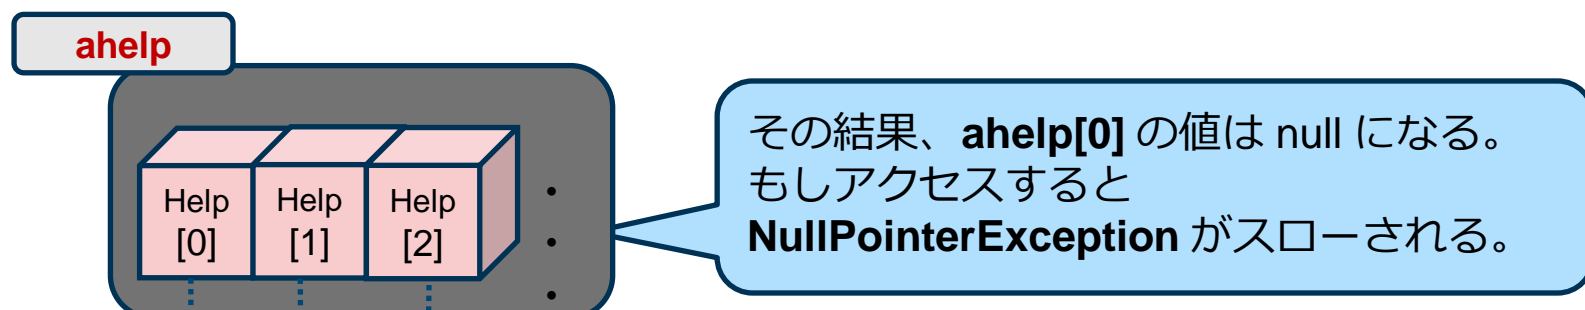 ahelp
Help
[0]
Help
[1]
Help
[2]
その結果、ahelp[0] の値は null になる。
もしアクセスすると
NullPointerException がスローされる。